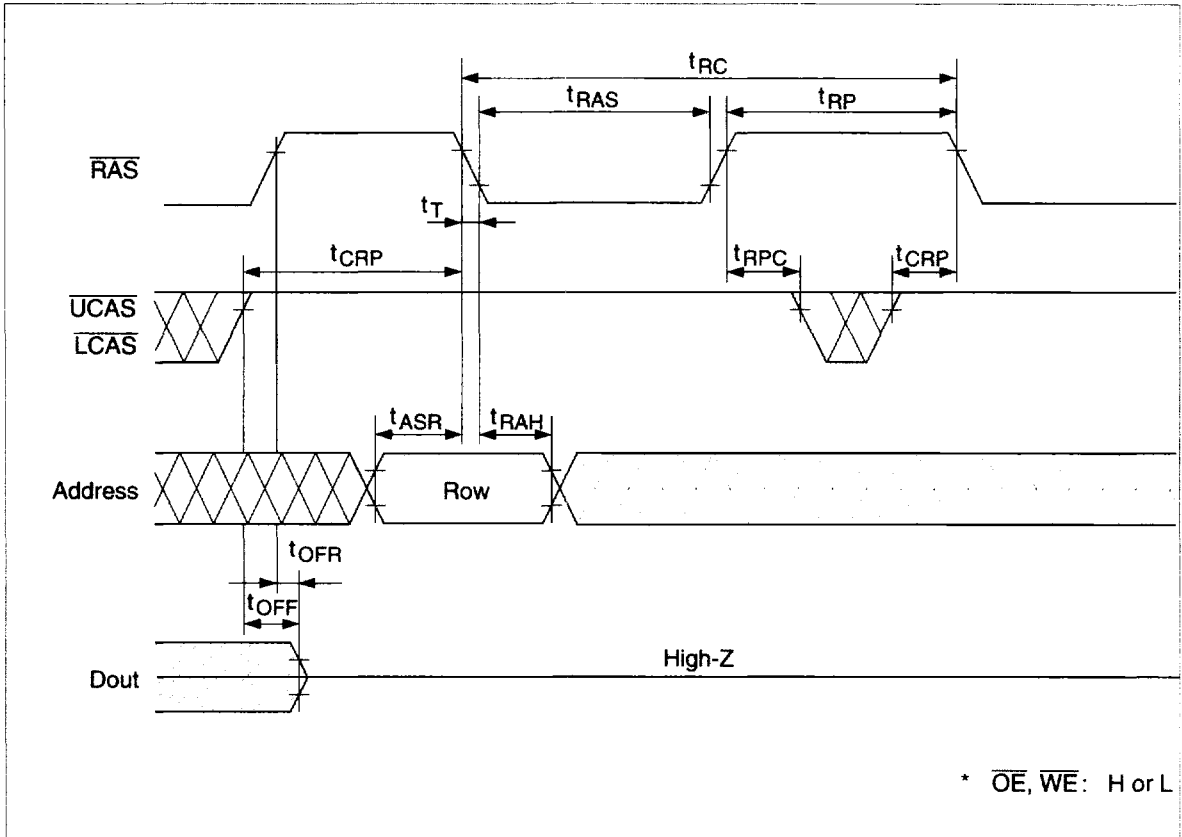 tRC
tRAS
tRP
RAS
tT
tCRP
tRPC
tCRP
UCAS
LCAS
tASR
tRAH
Address
Row
tOFR
tOFF
High-Z
Dout
* OE, WE: H or L